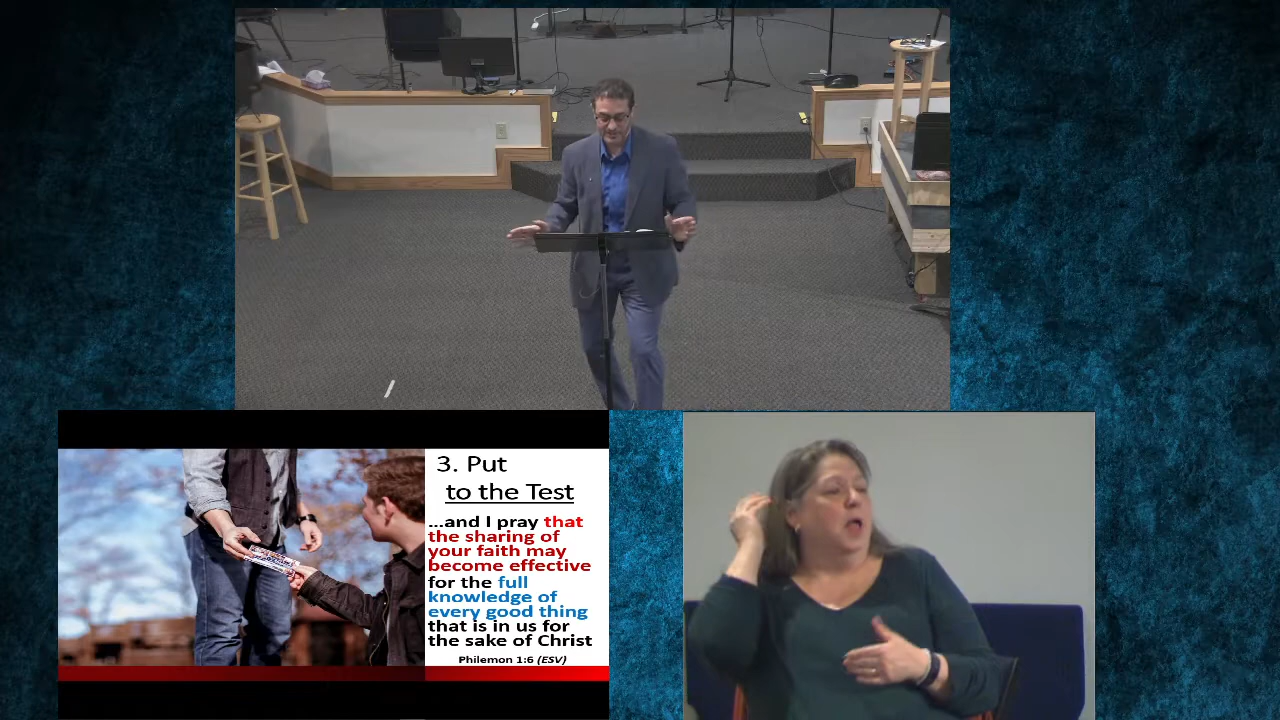 3. Put
to the Test
...and I pray that
the sharing of
your faith may
become effective
for the full
knowledge of
every good thing
that is in us for
the sake of Christ
Philemon 1:6 (ESV)